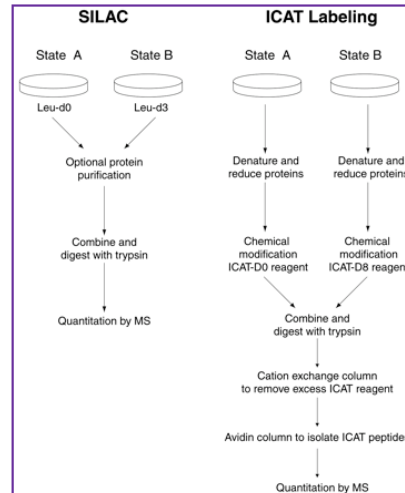 SILAC
State A
State B
Leu-d0
Leu-d3
Optional protein
purification
Combine and
digest with trypsin
Quantitation by MS
ICAT Labeling
State A
State B
Denature and
reduce proteins
Denature and
reduce proteins
Chemical
modification
ICAT-D0 reagent
Chemical
modification
ICAT-D8 reagent
Combine and
digest with trypsin
Cation exchange column
to remove excess ICAT reagent
Avidin column to isolate ICAT peptide
Quantitation by MS